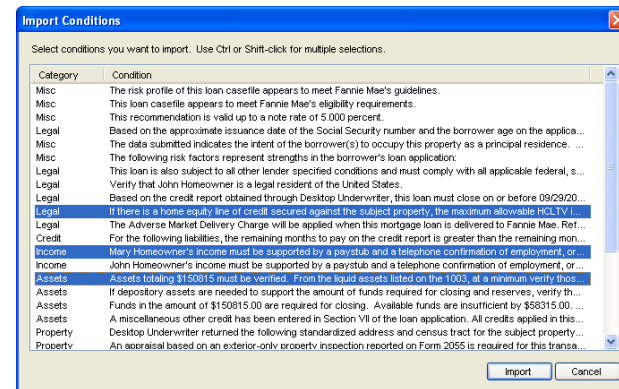 Import Conditions
Select conditions you want to import. Use Ctrl or Shift-click for multiple selections.
Category Condition
Misc The risk profile of this loan casefile appears to meet Fannie Mae's guidelines.
Misc This loan casefile appears to meet Fannie Mae's eligibility requirements.
Misc This recommendation is valid up to a note rate of 5.000 percent.
Legal Based on the approximate issuance date of the Social Security number and the borrower age on the applica...
Misc The data submitted indicates the intent of the borrower(s) to occupy this property as a principal residence. ...
Misc The following risk factors represent strengths in the borrower's loan application:
Legal This loan is also subject to all other lender specified conditions and must comply with all applicable federal, s...
Legal Verify that John Homeowner is a legal resident of the United States.
Legal Based on the credit report obtained through Desktop Underwriter, this loan must close on or before 09/29/20...
Legal If there is a home equity line of credit secured against the subject property, the maximum allowable HCLTV i...
Legal The Adverse Market Delivery Charge will be applied when this mortgage loan is delivered to Fannie Mae. Ref...
Credit For the following liabilities, the remaining months to pay on the credit report is greater than the remaining mon...
Income Mary Homeowner's income must be supported by a paystub and a telephone confirmation of employment, or...
Income John Homeowner's income must be supported by a paystub and a telephone confirmation of employment, or...
Assets Assets totaling $150815 must be verified. From the liquid assets listed on the 1003, at a minimum verify thos...
Assets If depository assets are needed to support the amount of funds required for closing and reserves, verify th...
Assets Funds in the amount of $150815.00 are required for closing. Available funds are insufficient by $58315.00. ...
Assets A miscellaneous other credit has been entered in Section VII of the loan application. All credits applied in this...
Property Desktop Underwriter returned the following standardized address and census tract for the subject property...
Property An appraisal based on an exterior-only property inspection reported on Form 2055 is required for this transa...
Import Cancel